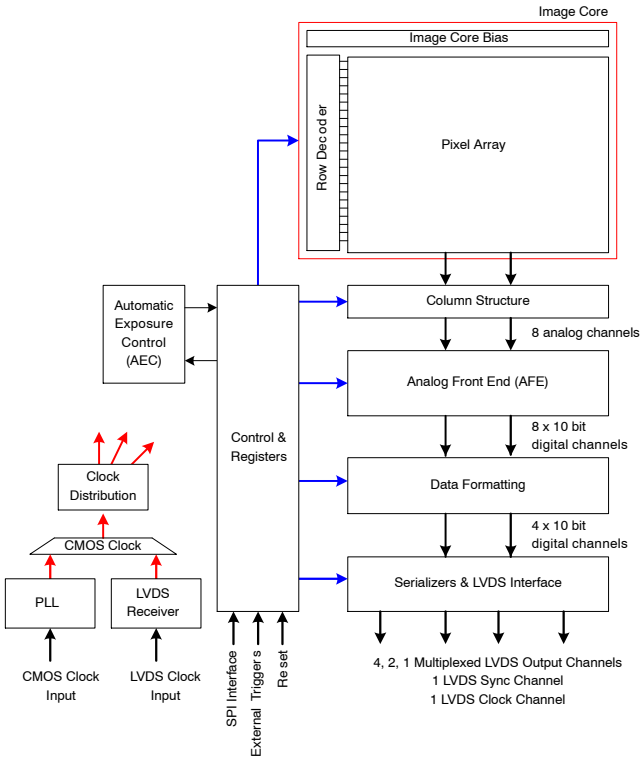 Image Core
Image Core Bias
Row Decoder
Pixel Array
Column Structure
8 analog channels
Automatic
Exposure
Control
(AEC)
Analog Front End (AFE)
8 x 10 bit
digital channels
Control &
Registers
Clock
Distribution
Data Formatting
4 x 10 bit
digital channels
CMOS Clock
PLL
LVDS
Receiver
Serializers & LVDS Interface
CMOS Clock
Input
LVDS Clock
Input
SPI Interface
External Triggers
Reset
4, 2, 1 Multiplexed LVDS Output Channels
1 LVDS Sync Channel
1 LVDS Clock Channel